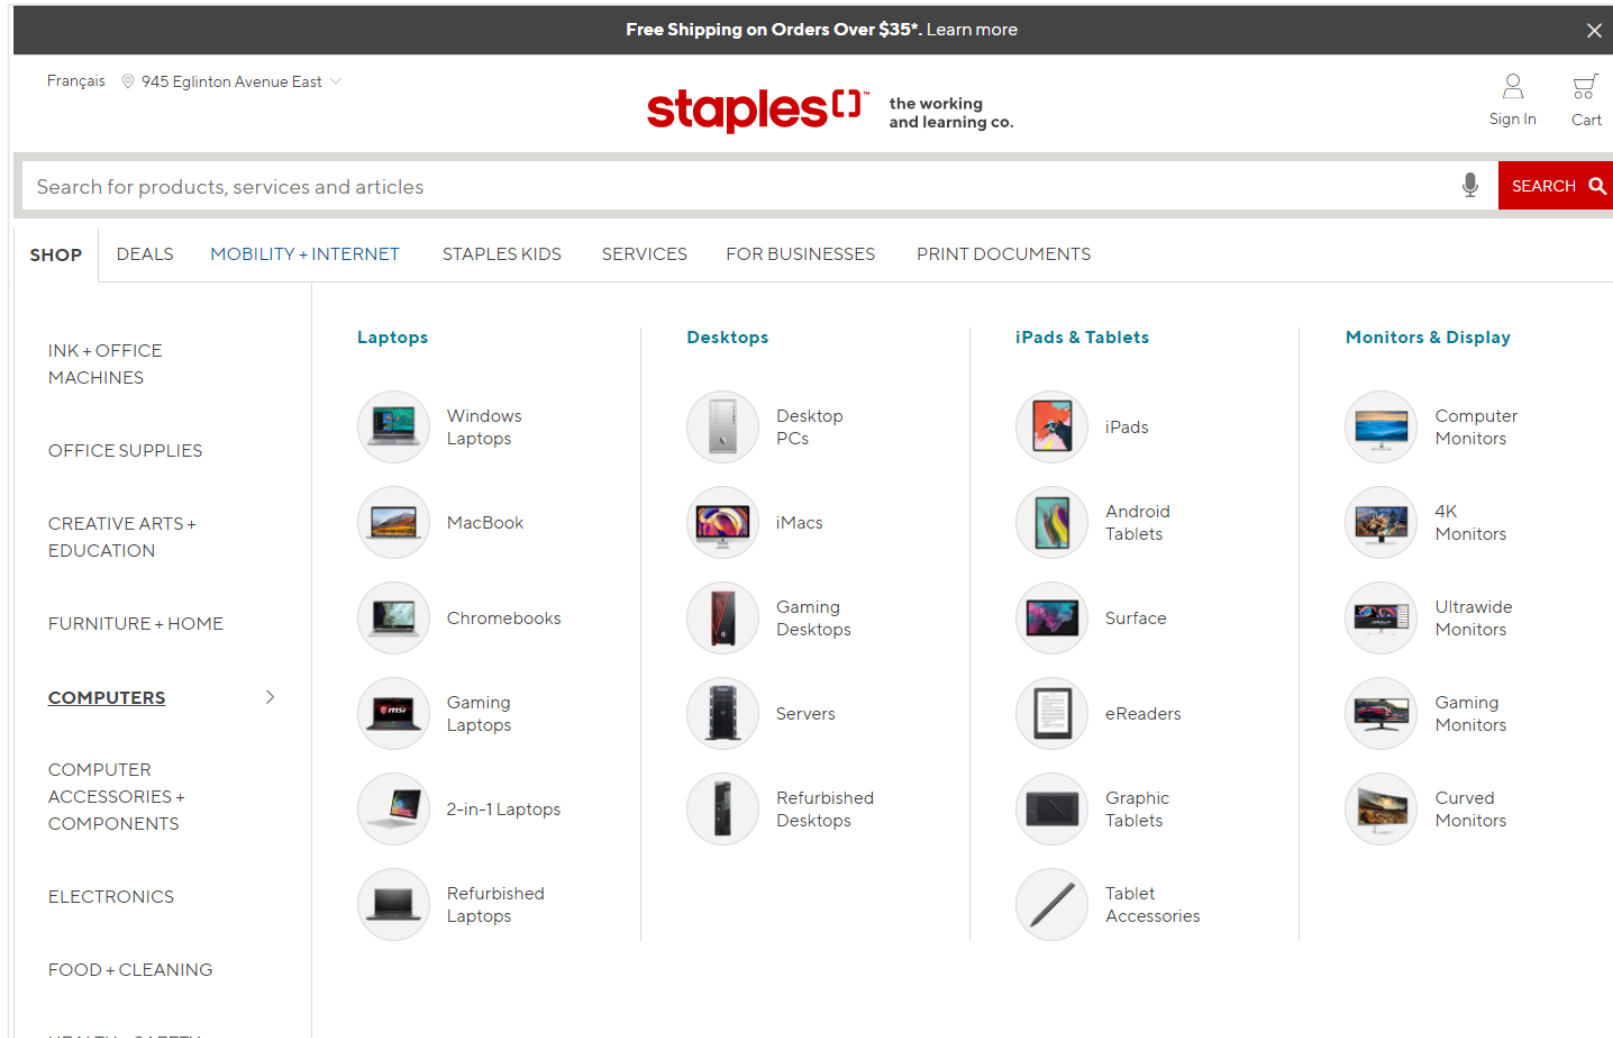 Free Shipping on Orders Over $35*. Learn more
Français
945 Eglinton Avenue East
staples™
the working
and learning co.
Sign In
Cart
Search for products, services and articles
SEARCH
SHOP
DEALS
MOBILITY + INTERNET
STAPLES KIDS
SERVICES
FOR BUSINESSES
PRINT DOCUMENTS
INK + OFFICE
MACHINES
OFFICE SUPPLIES
CREATIVE ARTS +
EDUCATION
FURNITURE + HOME
COMPUTERS
COMPUTER
ACCESSORIES +
COMPONENTS
ELECTRONICS
FOOD + CLEANING
HEALTH + SAFETY
Laptops
Windows
Laptops
MacBook
Chromebooks
msi
Gaming
Laptops
2-in-1 Laptops
Refurbished
Laptops
Desktops
Desktop
PCs
iMacs
Gaming
Desktops
Servers
Refurbished
Desktops
iPads & Tablets
iPads
Android
Tablets
Surface
eReaders
Graphic
Tablets
Tablet
Accessories
Monitors & Display
Computer
Monitors
4K
Monitors
Ultrawide
Monitors
Gaming
Monitors
Curved
Monitors